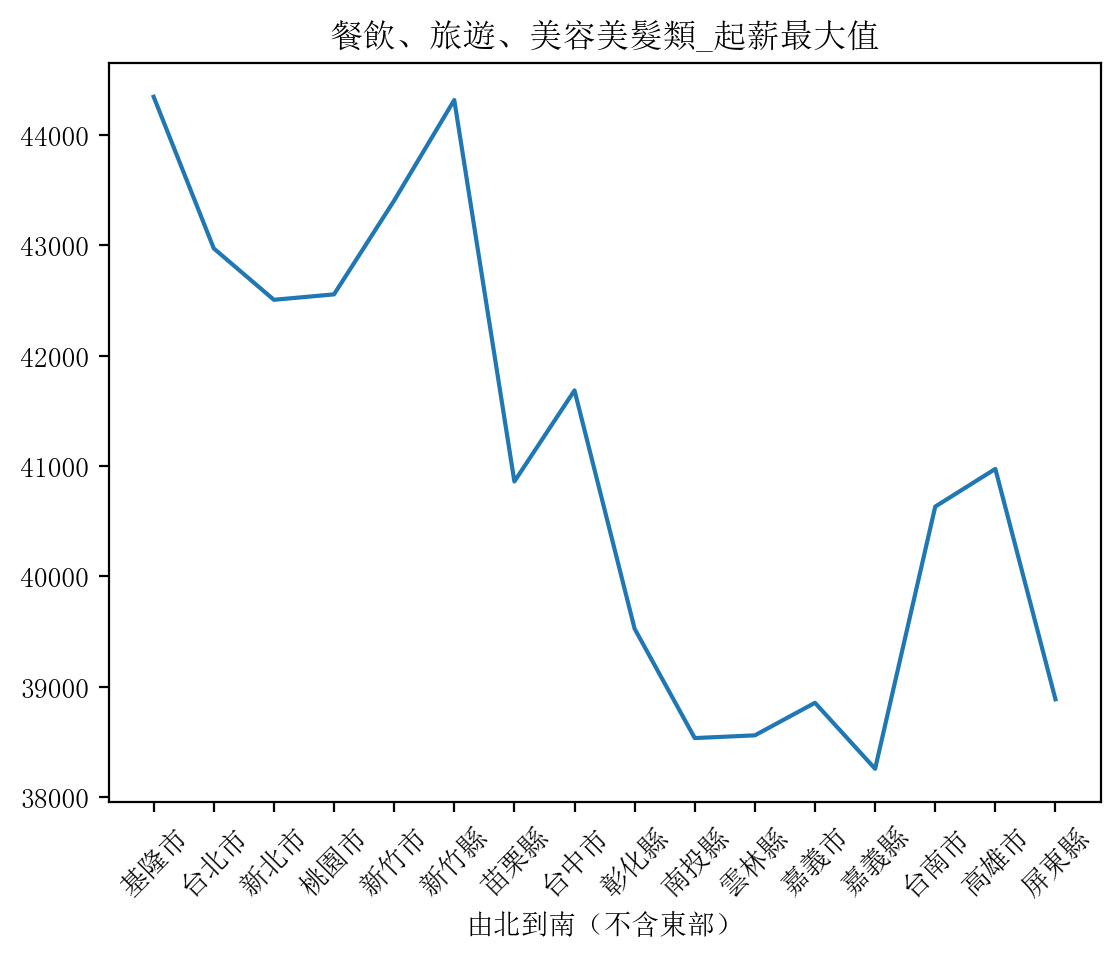 餐飲、旅遊、美容美髮類_起薪最大值
44000
43000
42000
41000
40000
39000
38000
基隆市
台北市
新北市
桃園市
新竹市
新竹縣
苗栗縣
台中市
彰化縣
南投縣
雲林縣
嘉義市
嘉義縣
台南市
高雄市
屏東縣
由北到南（不含東部）